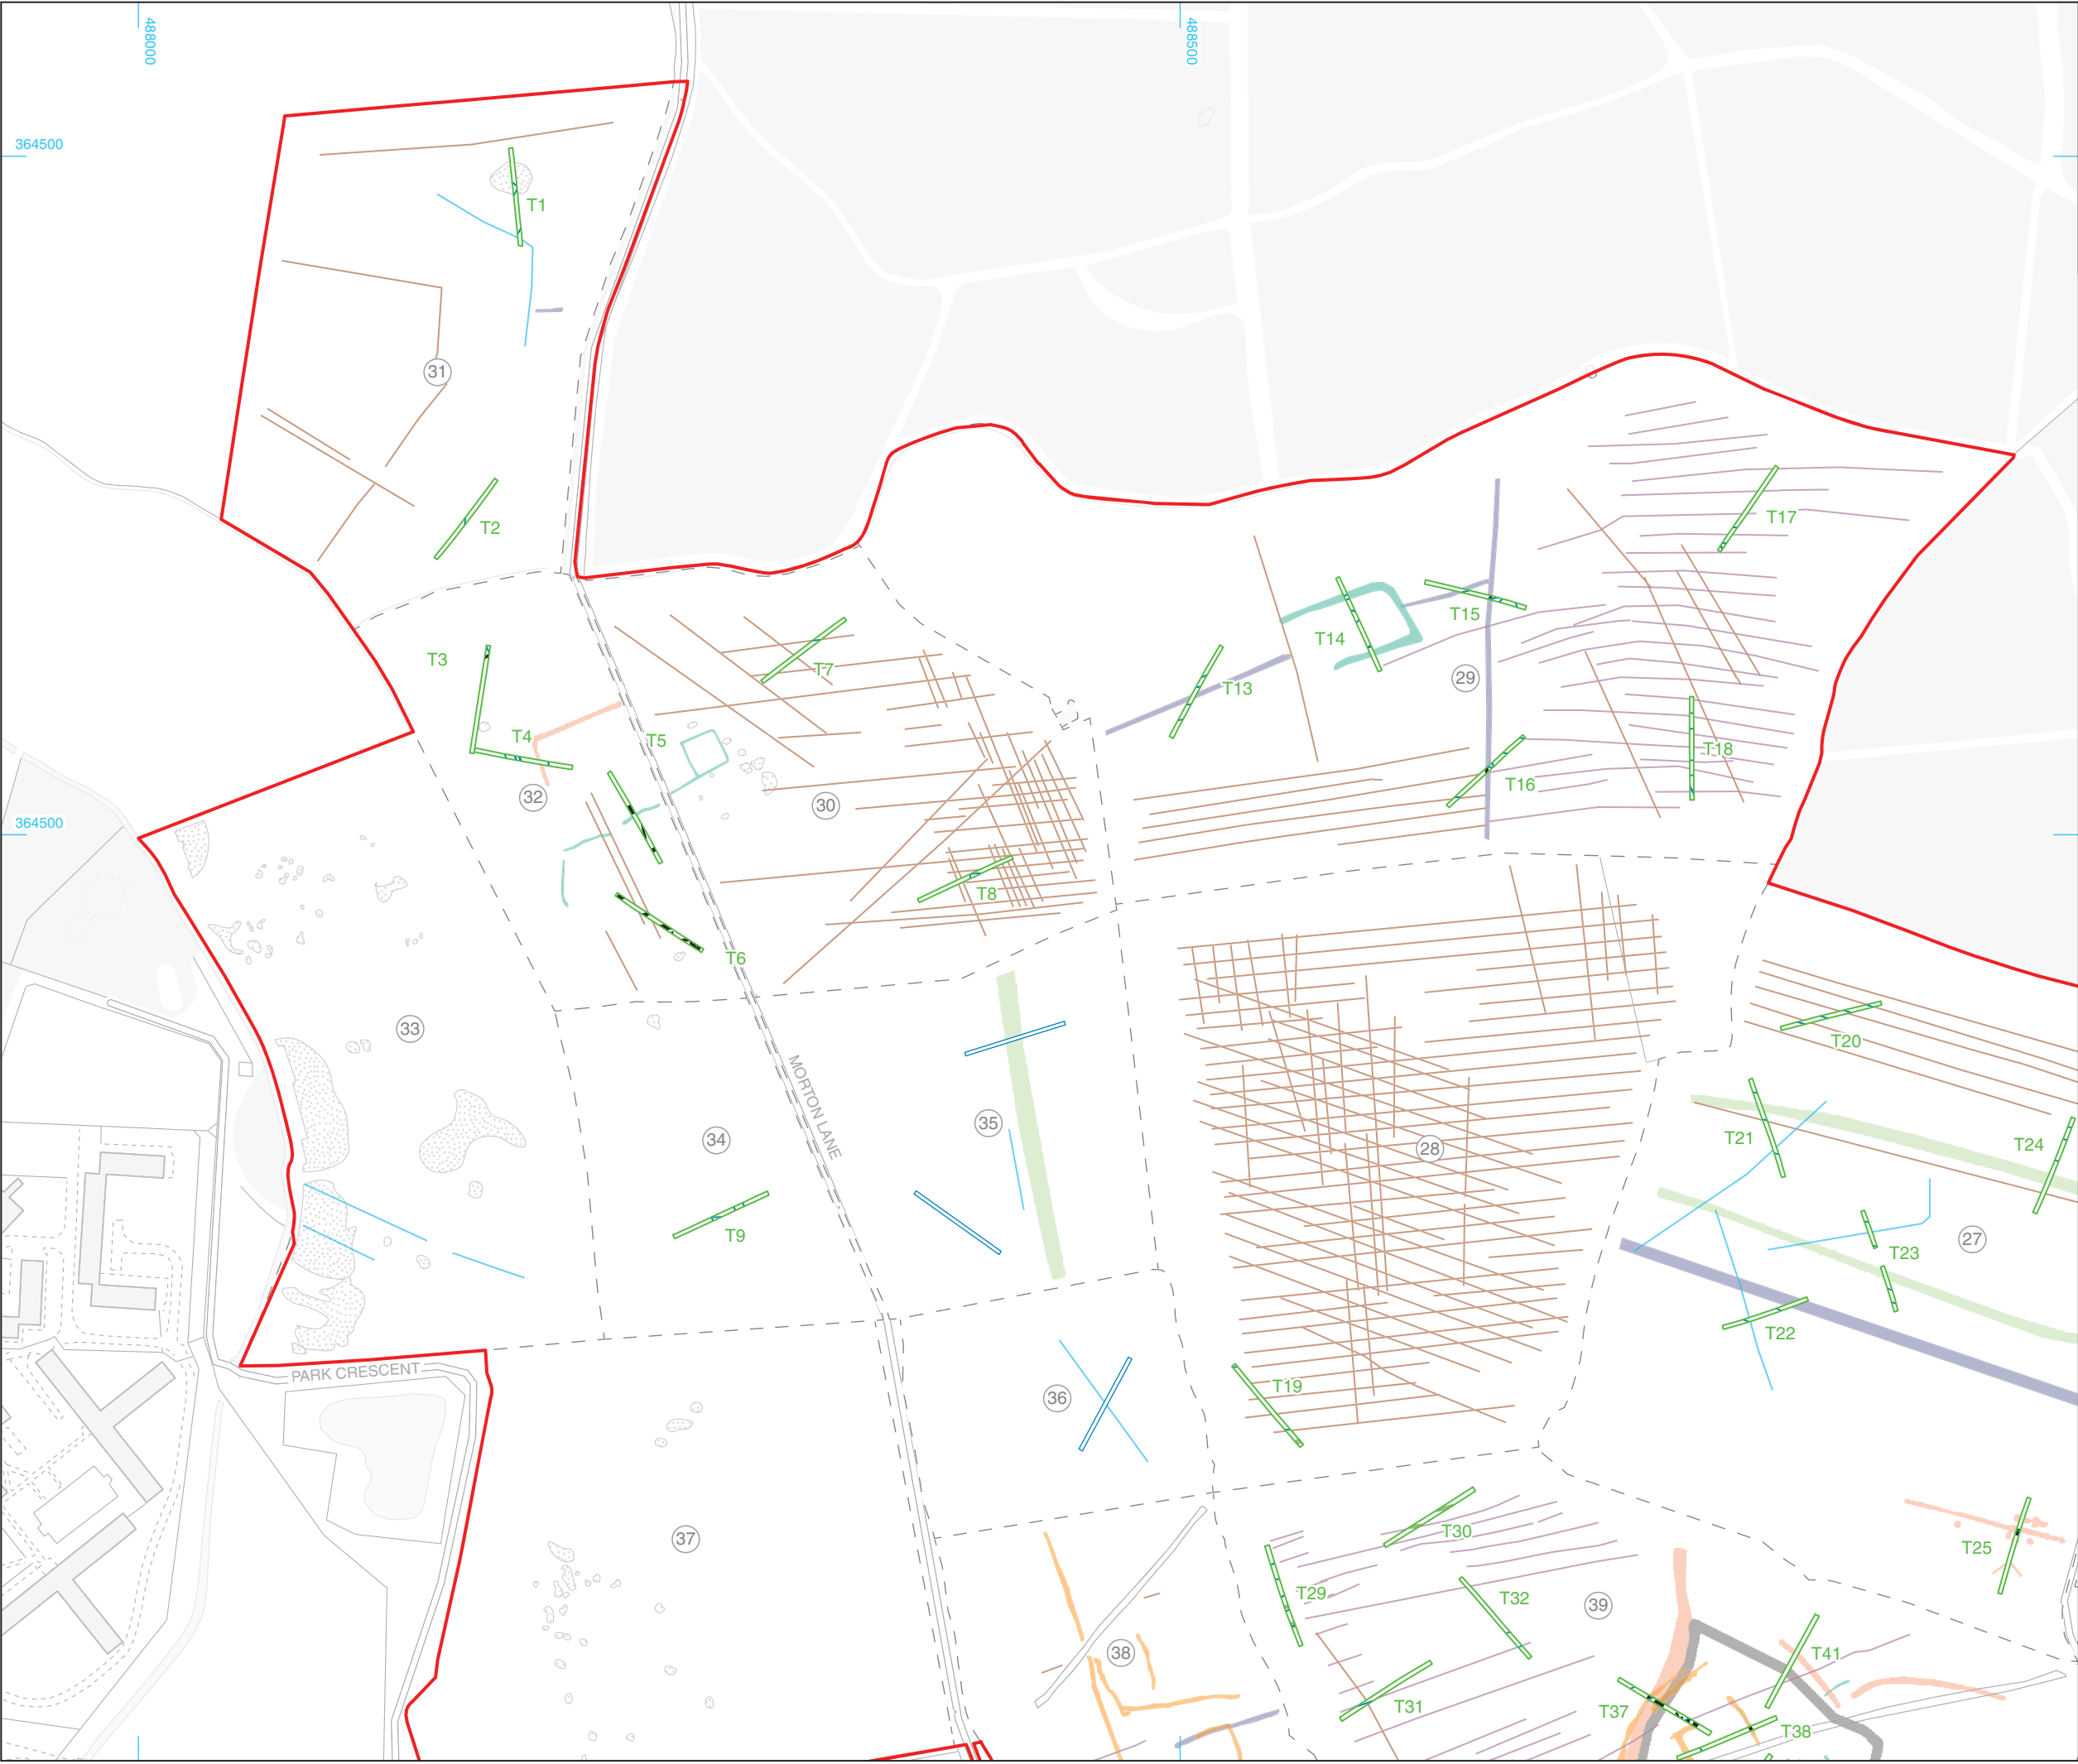 488000
488500
364500
T1
31
T2
T3
T4
T5
T7
T13
T14
T15
T17
29
T16
T18
32
30
T8
T6
364500
33
MORTON LANE
34
35
28
T9
T20
T21
T24
T23
27
T22
PARK CRESCENT
36
T19
37
T30
T25
T29
T32
39
38
T41
T31
T37
T38